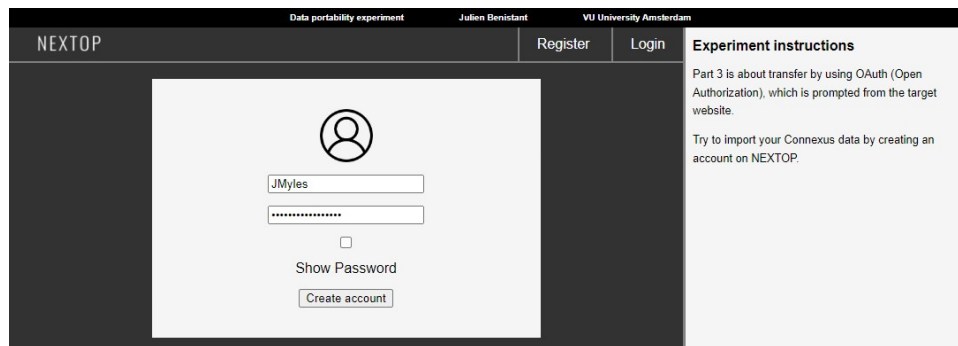 Data portability experiment Julien Benistant VU University Amsterdam
NEXTOP Register Login
JMyles
•••••••••••••••••
Show Password
Create account
Experiment instructions
Part 3 is about transfer by using OAuth (Open
Authorization), which is prompted from the target
website.
Try to import your Connexus data by creating an
account on NEXTOP.